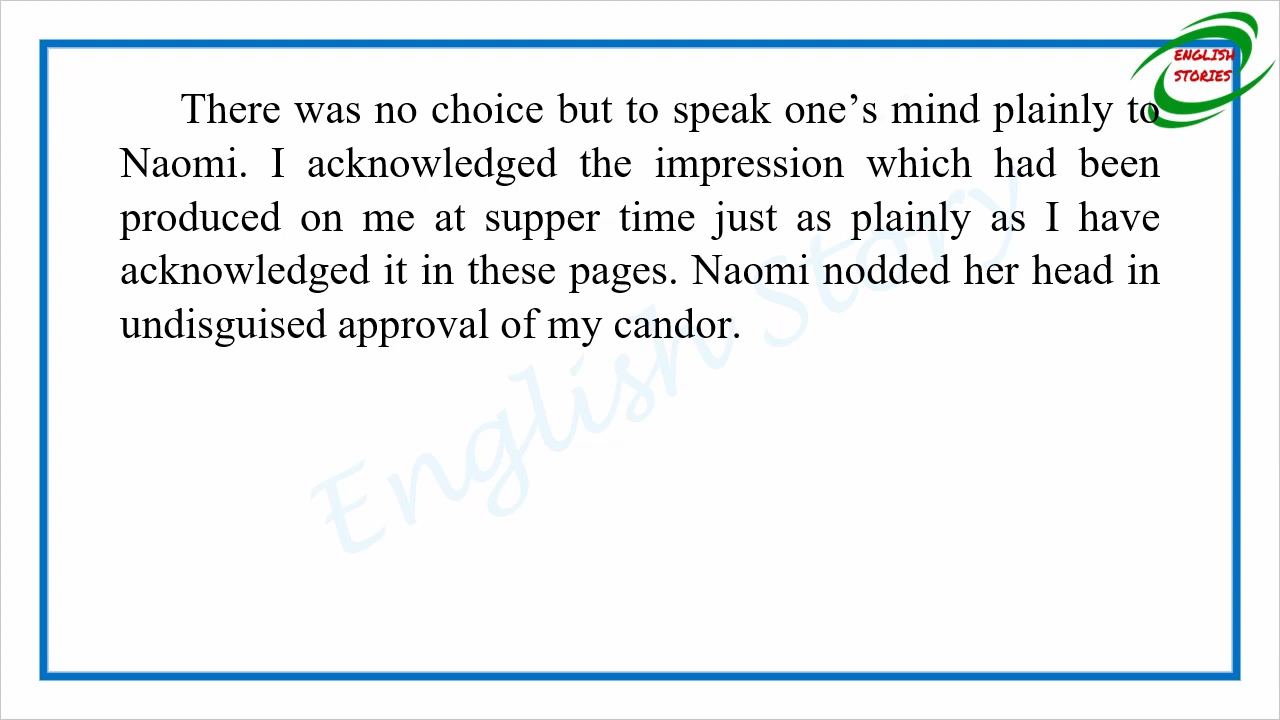 ENGLISH
STORIES
There was no choice but to speak one’s mind plainly to
Naomi. I acknowledged the impression which had been
produced on me at supper time just as plainly as I have
acknowledged it in these pages. Naomi nodded her head in
undisguised approval of my candor.
English Story